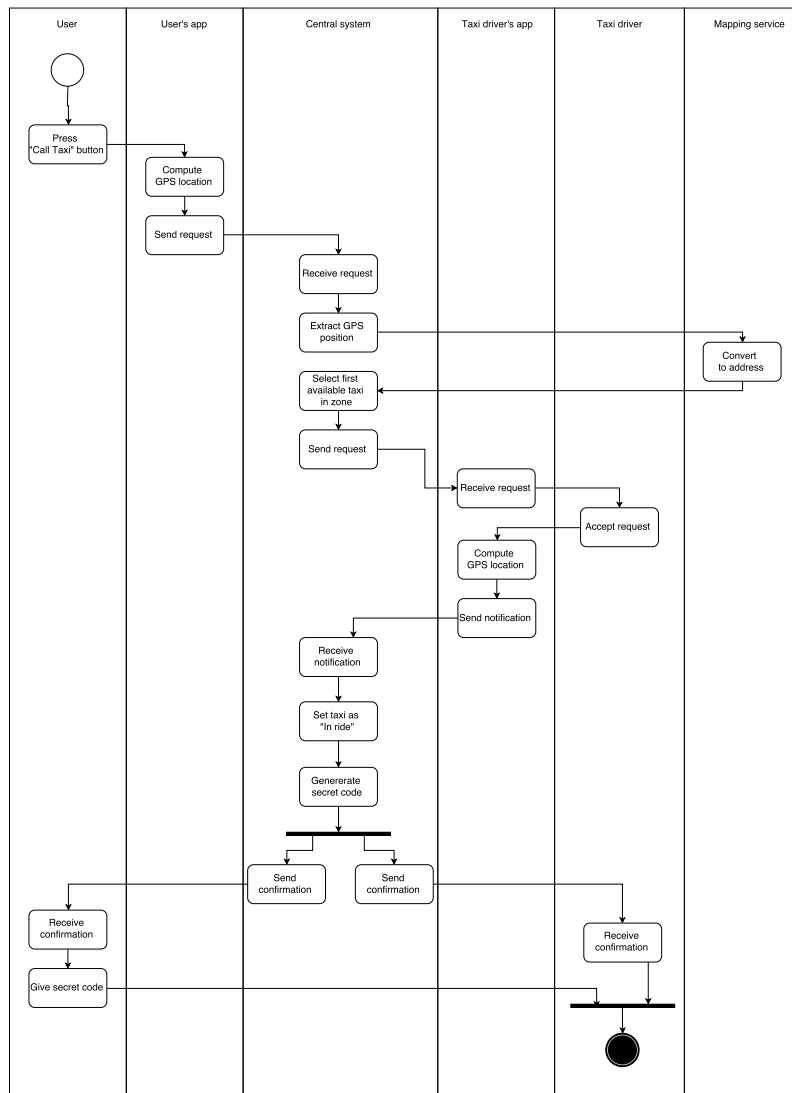 User
User's app
Central system
Taxi driver's app
Taxi driver
Mapping service
Press
"Call Taxi" button
Compute
GPS location
Send request
Receive request
Extract GPS
position
Convert
to address
Select first
available taxi
in zone
Send request
Receive request
Accept request
Compute
GPS location
Send notification
Receive
notification
Set taxi as
"In ride"
Genererate
secret code
Send
confirmation
Send
confirmation
Receive
confirmation
Receive
confirmation
Give secret code